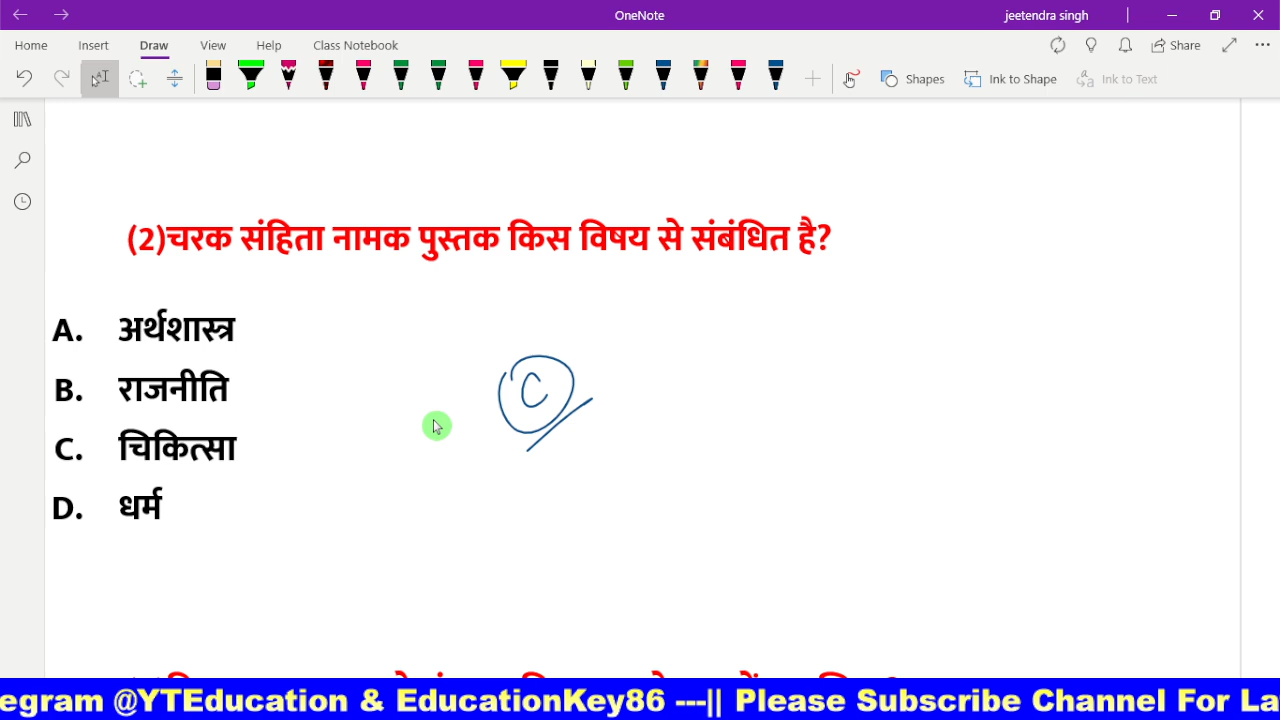 OneNote
jeetendra singh
Home Insert Draw View Help Class Notebook
Share
Shapes Ink to Shape Ink to Text
(2)चरक संहिता नामक पुस्तक किस विषय से संबंधित है?
A. अर्थशास्त्र
B. राजनीति
C. चिकित्सा
D. धर्म
C
egram @YTEducation & EducationKey86 ---|| Please Subscribe Channel For La